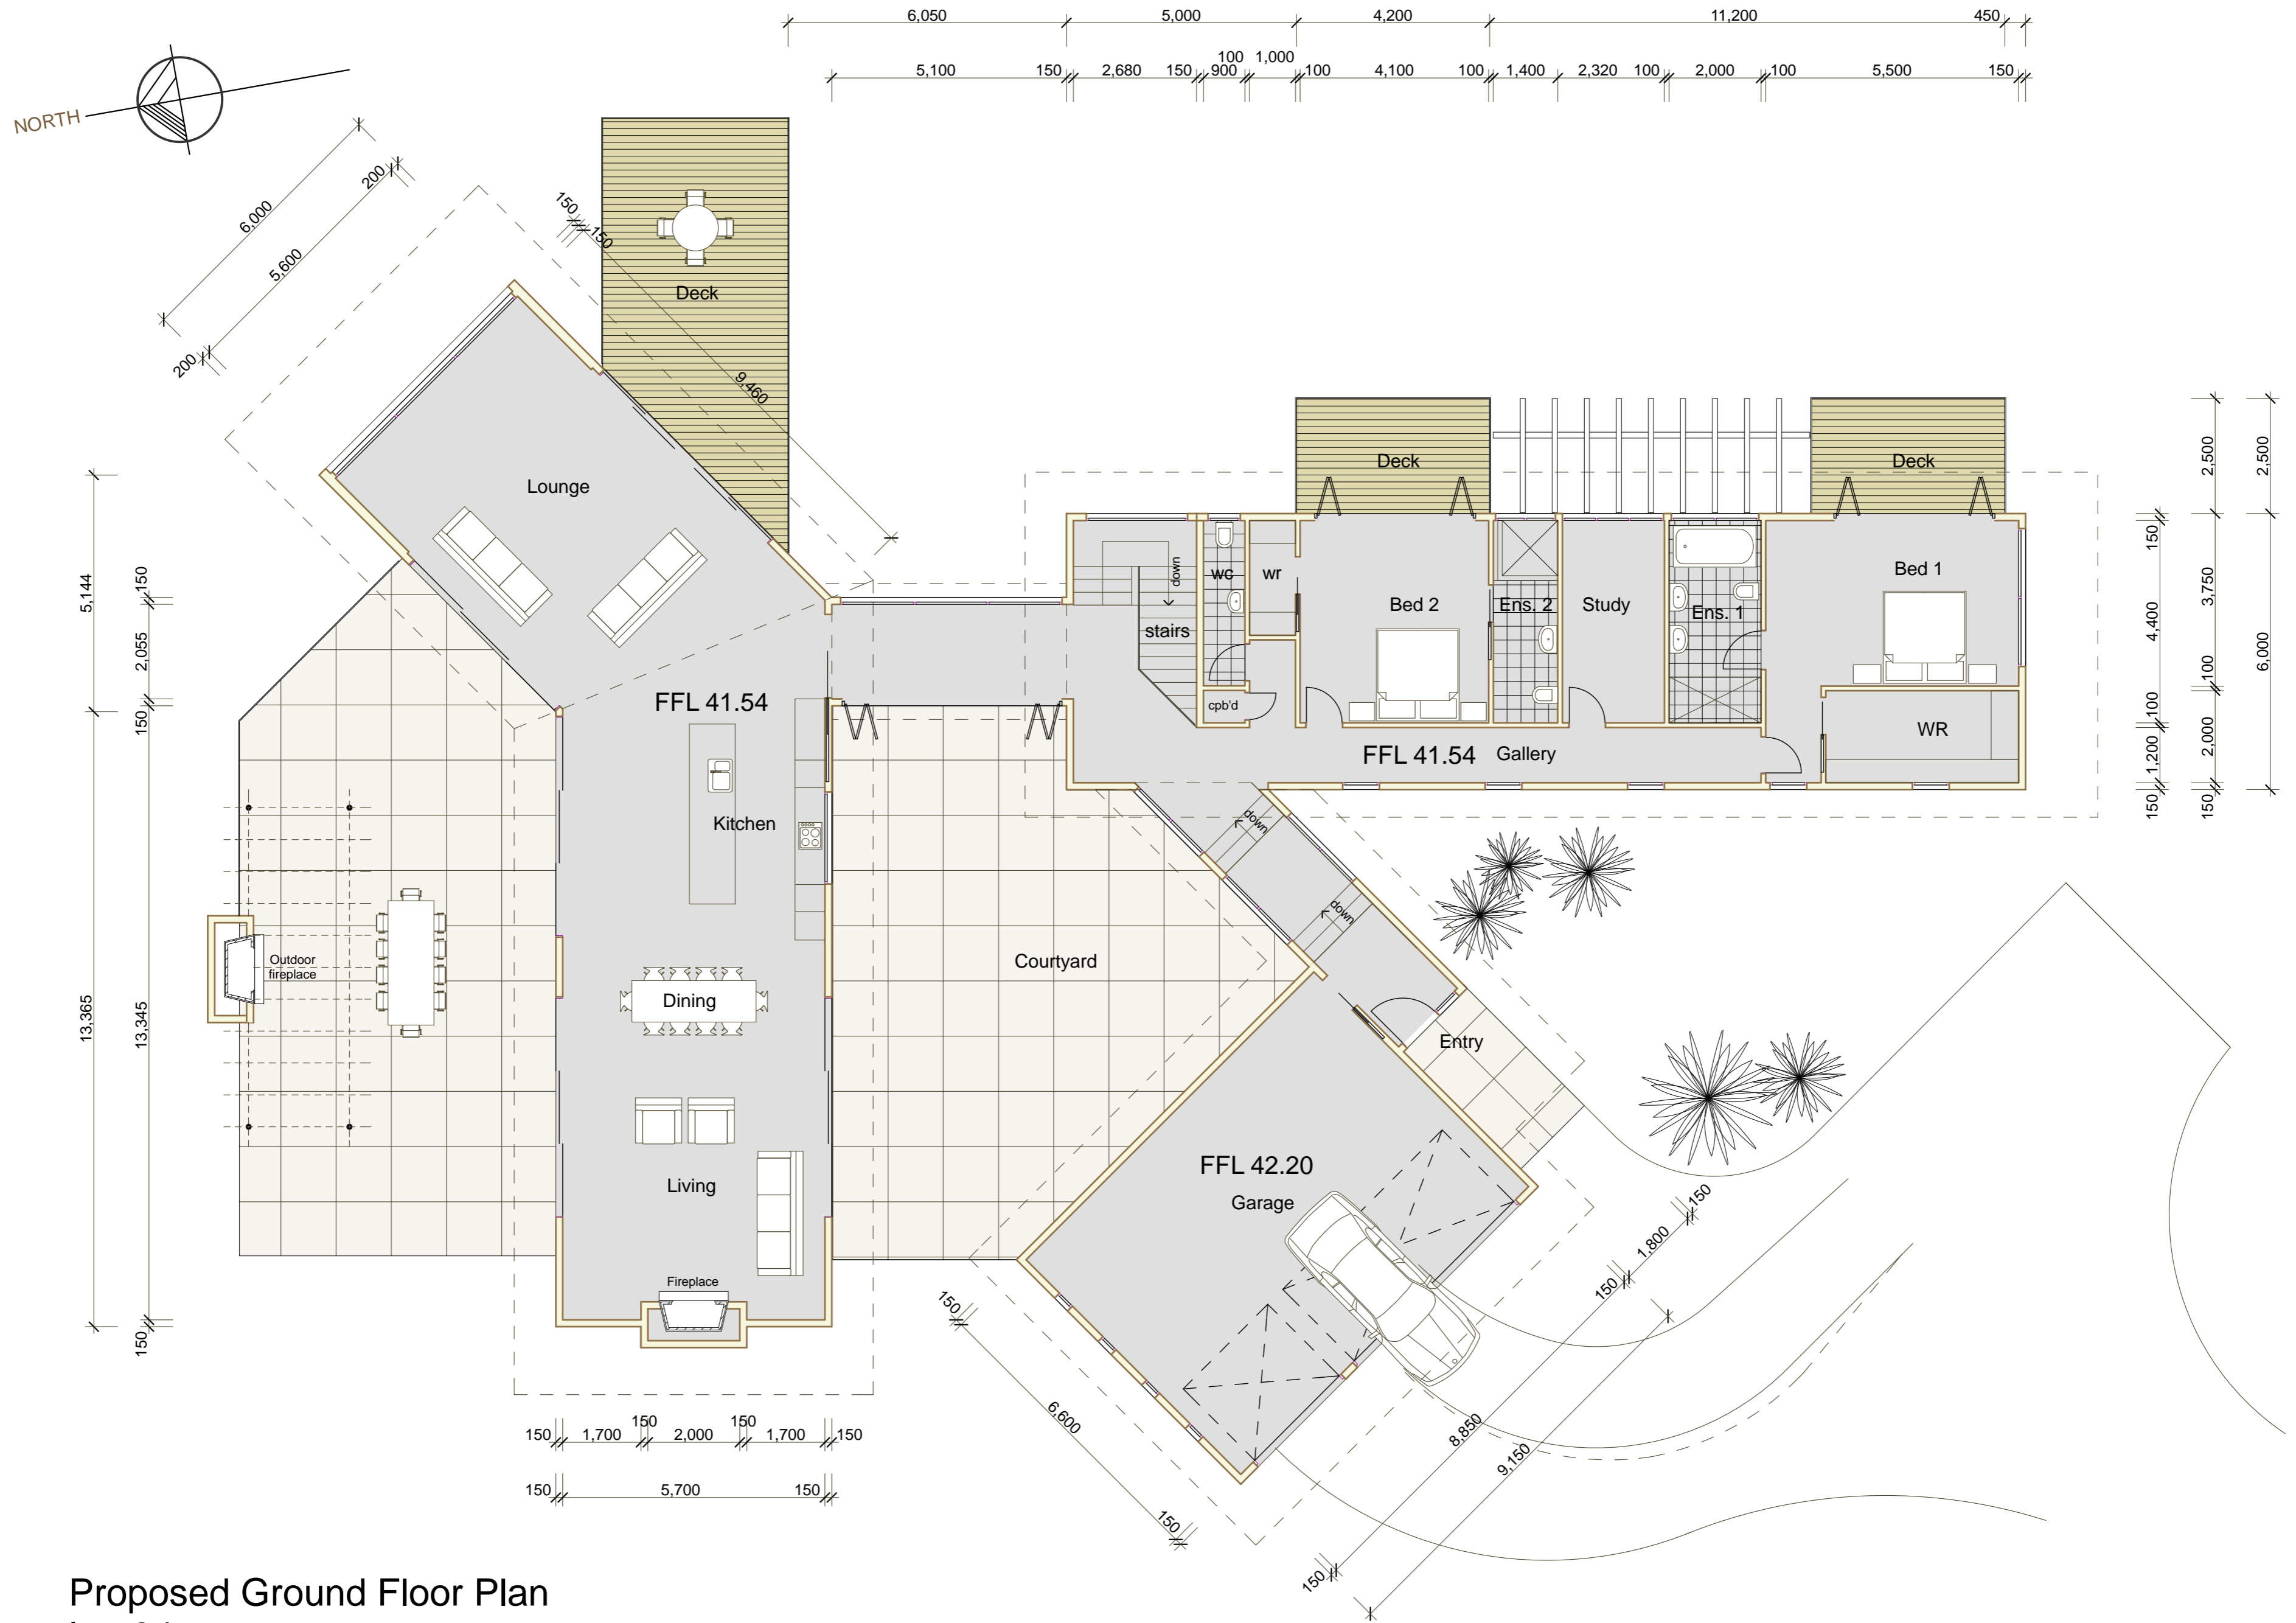 6,050 5,000 4,200 11,200 450
100 1,000
5,100 150 2,680 150 900 100 4,100 100 1,400 2,320 100 2,000 100 5,500 150
NORTH
6,000
200
5,600
200
150
150
9,460
Deck
Lounge
Deck
Deck
5,144
150
2,055
150
13,365
13,345
150
2,500
2,500
150
4,400
100
1,200
150
3,750
100
2,000
150
6,000
down
stairs
wc
wr
cpb'd
Bed 2
Ens. 2
Study
Ens. 1
Bed 1
WR
FFL 41.54
FFL 41.54
Gallery
Kitchen
down
down
Outdoor
fireplace
Dining
Courtyard
Entry
Living
FFL 42.20
Garage
Fireplace
150
1,800
150
150
6,600
150
8,850
9,150
150
150 1,700 150 2,000 150 1,700 150
150 5,700 150
Proposed Ground Floor Plan